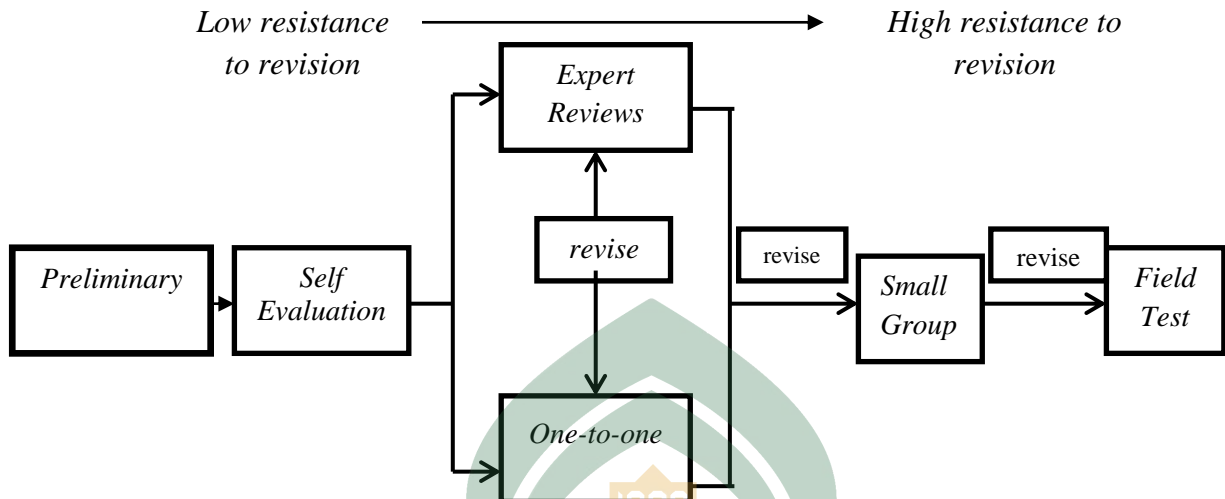 Low resistance
to revision
High resistance to
revision
Expert
Reviews
revise
Preliminary
Self
Evaluation
revise
Small
Group
revise
Field
Test
One-to-one